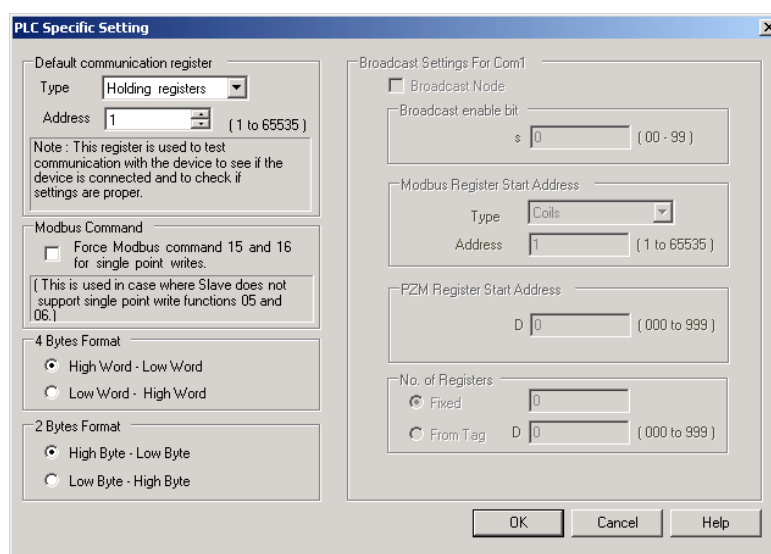 PLC Specific Setting
Default communication register
Type Holding registers
Address 1 ( 1 to 65535 )
Note : This register is used to test
communication with the device to see if the
device is connected and to check if
settings are proper.
Modbus Command
Force Modbus command 15 and 16
for single point writes.
( This is used in case where Slave does not
support single point write functions 05 and
06.)
4 Bytes Format
High Word - Low Word
Low Word - High Word
2 Bytes Format
High Byte - Low Byte
Low Byte - High Byte
Broadcast Settings For Com1
Broadcast Node
Broadcast enable bit
s 0 ( 00 - 99 )
Modbus Register Start Address
Type Coils
Address 1 ( 1 to 65535 )
PZM Register Start Address
D 0 ( 000 to 999 )
No. of Registers
Fixed 0
From Tag D 0 ( 000 to 999 )
OK Cancel Help